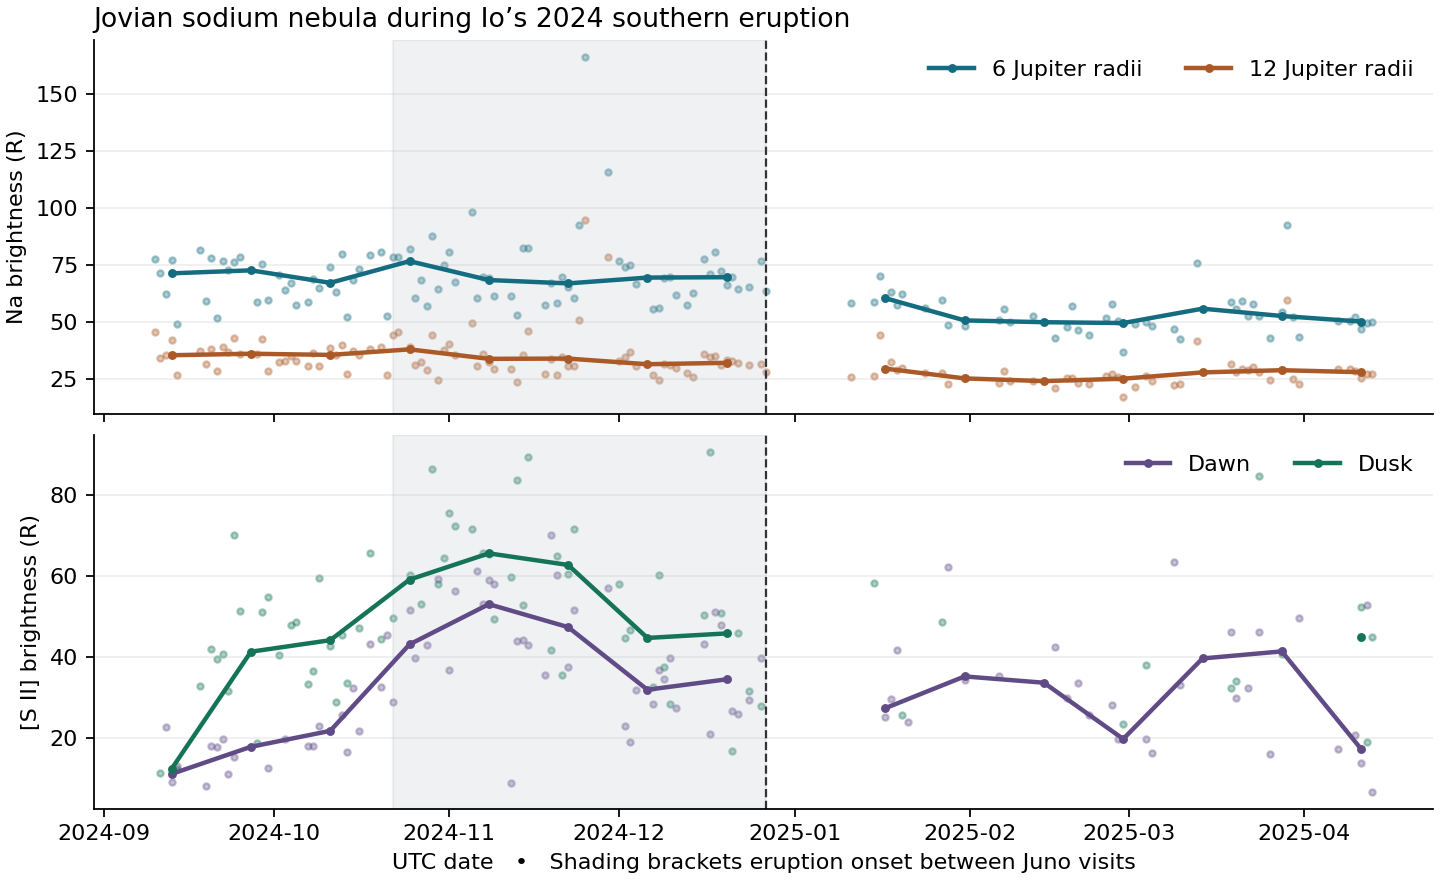 Jovian sodium nebula during Io’s 2024 southern eruption
6 Jupiter radii
12 Jupiter radii
Na brightness (R)
150
125
100
75
50
25
Dawn
Dusk
[S II] brightness (R)
80
60
40
20
2024-09
2024-10
2024-11
2024-12
2025-01
2025-02
2025-03
2025-04
UTC date • Shading brackets eruption onset between Juno visits